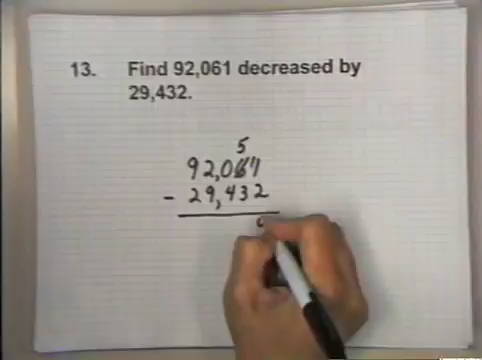 13. Find 92,061 decreased by
29,432.
5
92,061
- 29,432